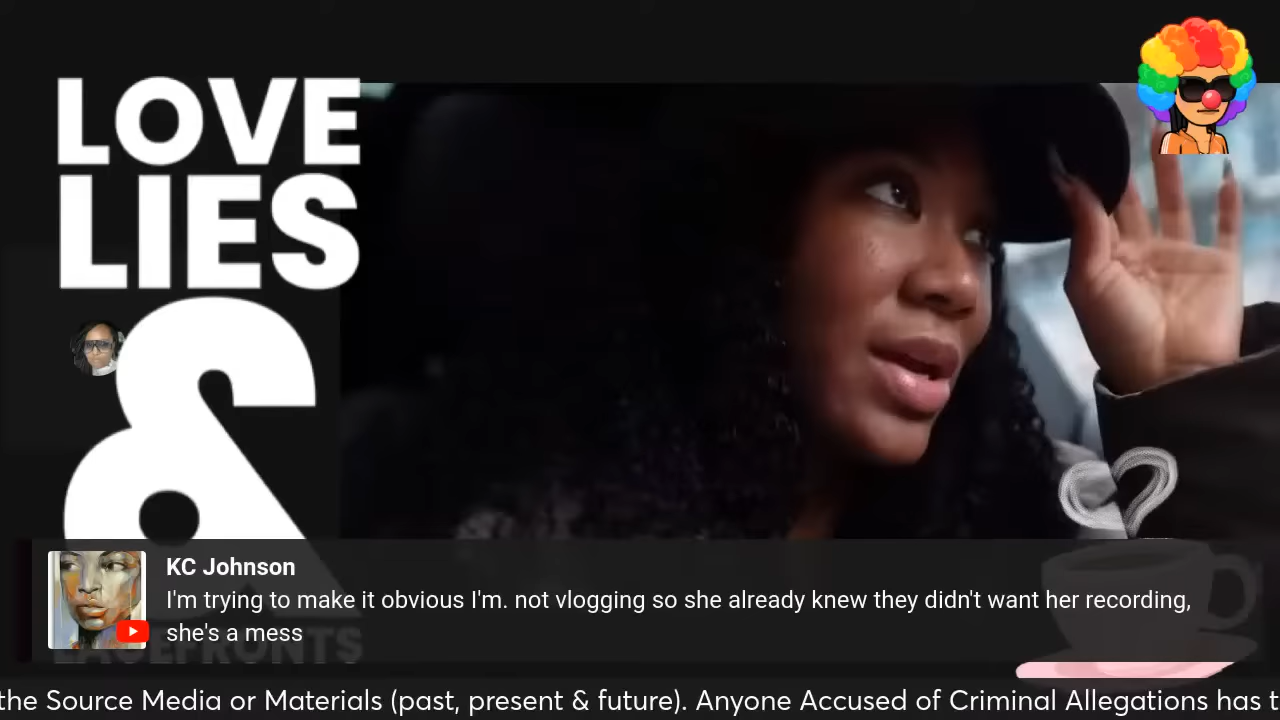 LOVE
LIES
&
KC Johnson
I'm trying to make it obvious I'm. not vlogging so she already knew they didn't want her recording,
she's a mess
LACEFRONTS
the Source Media or Materials (past, present & future). Anyone Accused of Criminal Allegations has t